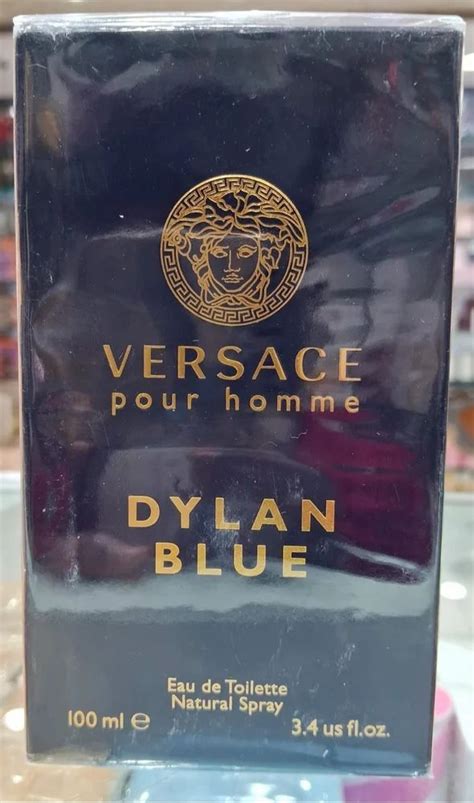 VERSACE
pour homme
DYLAN
BLUE
Eau de Toilette
Natural Spray
100 ml ℮
3.4 us fl.oz.